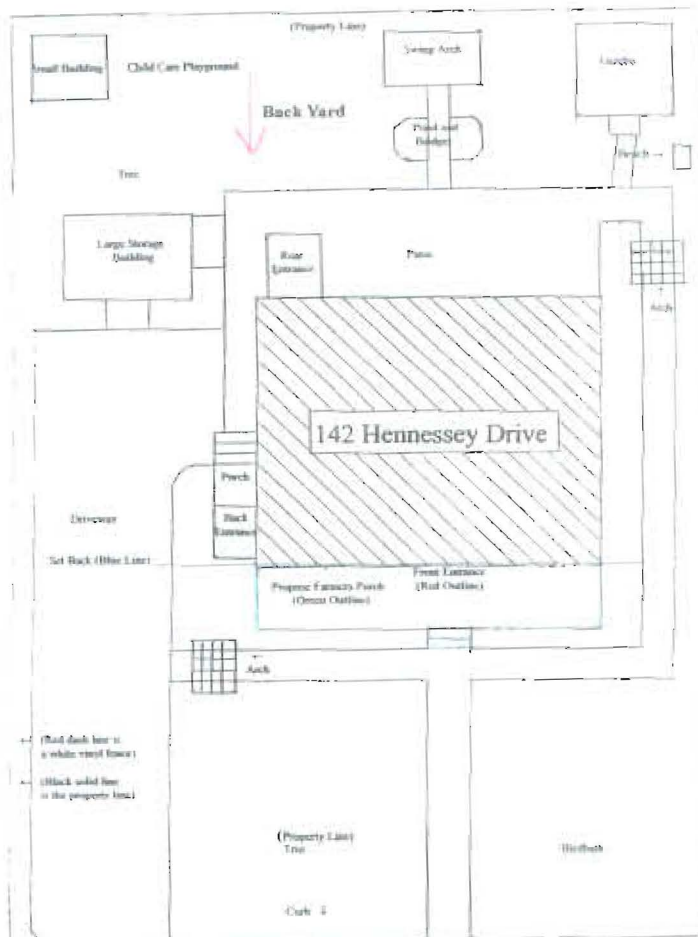 (Property Line)
Small Building
Child Care Playground
Swing Arch
Gazebo
Back Yard
Pond and
Bridge
Bench →
Tree
Large Storage
Building
Rear
Entrance
Patio
↑
Arch
142 Hennessey Drive
Porch
Back
Entrance
Driveway
Set Back (Blue Line)
Propose Farmers Porch
(Green Outline)
Front Entrance
(Red Outline)
←
Arch
← (Red dash line is
a white vinyl fence)
← (Black solid line
is the property line)
(Property Line)
Tree
Birdbath
Curb ↓